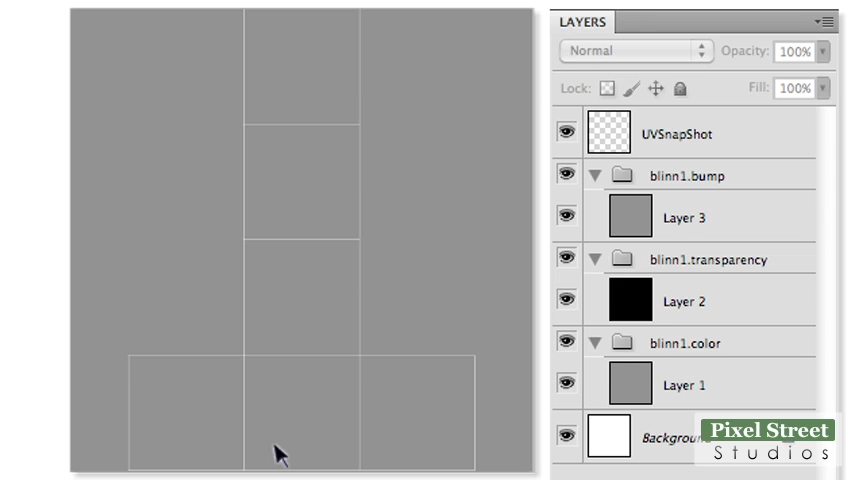 LAYERS
Normal Opacity: 100%
Lock: Fill: 100%
UVSnapShot
blinn1.bump
Layer 3
blinn1.transparency
Layer 2
blinn1.color
Layer 1
Pixel Street
Studios